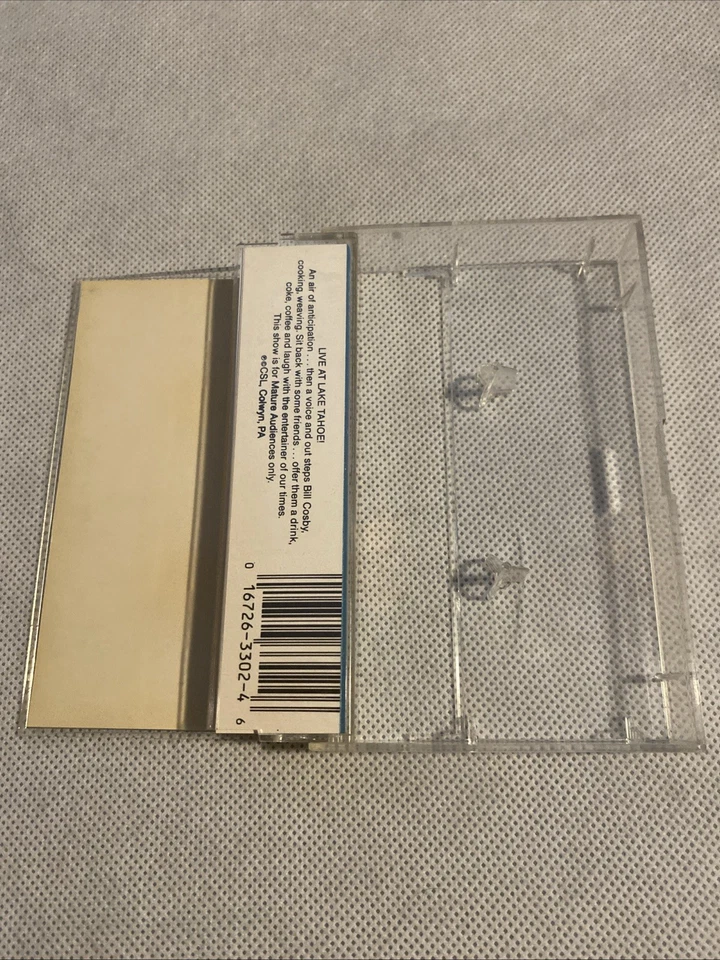 LIVE AT LAKE TAHOE!
An air of anticipation . . . then a voice and out steps Bill Cosby,
cooking, weaving. Sit back with some friends . . . offer them a drink,
coke, coffee and laugh with the entertainer of our times.
This show is for Mature Audiences only.
℗©CSL, Colwyn, PA
0 16726-3302-4 6